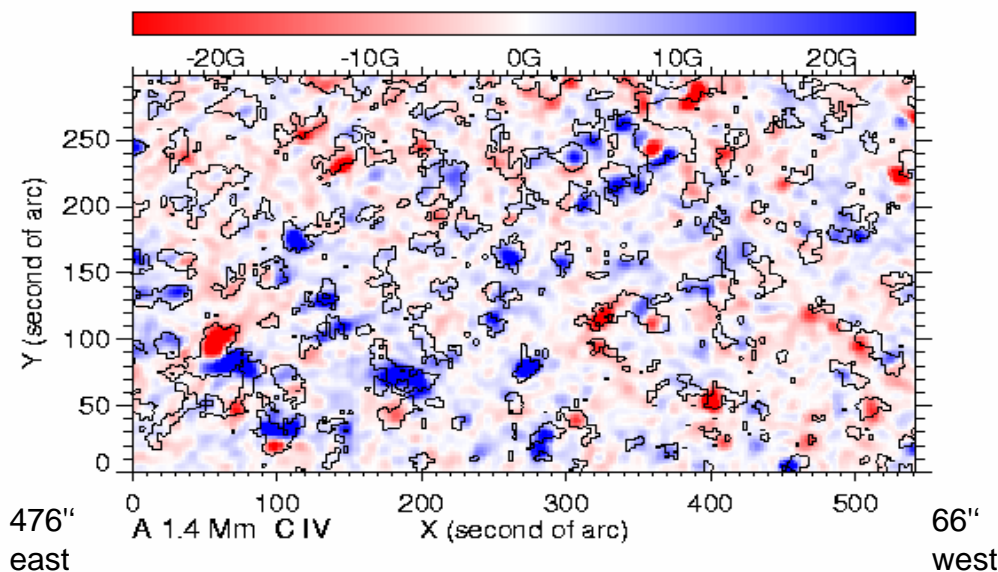 -20G -10G 0G 10G 20G
250
200
150
100
50
0
Y (second of arc)
0 100 200 300 400 500
A 1.4 Mm C IV X (second of arc)
476“
east
66“
west